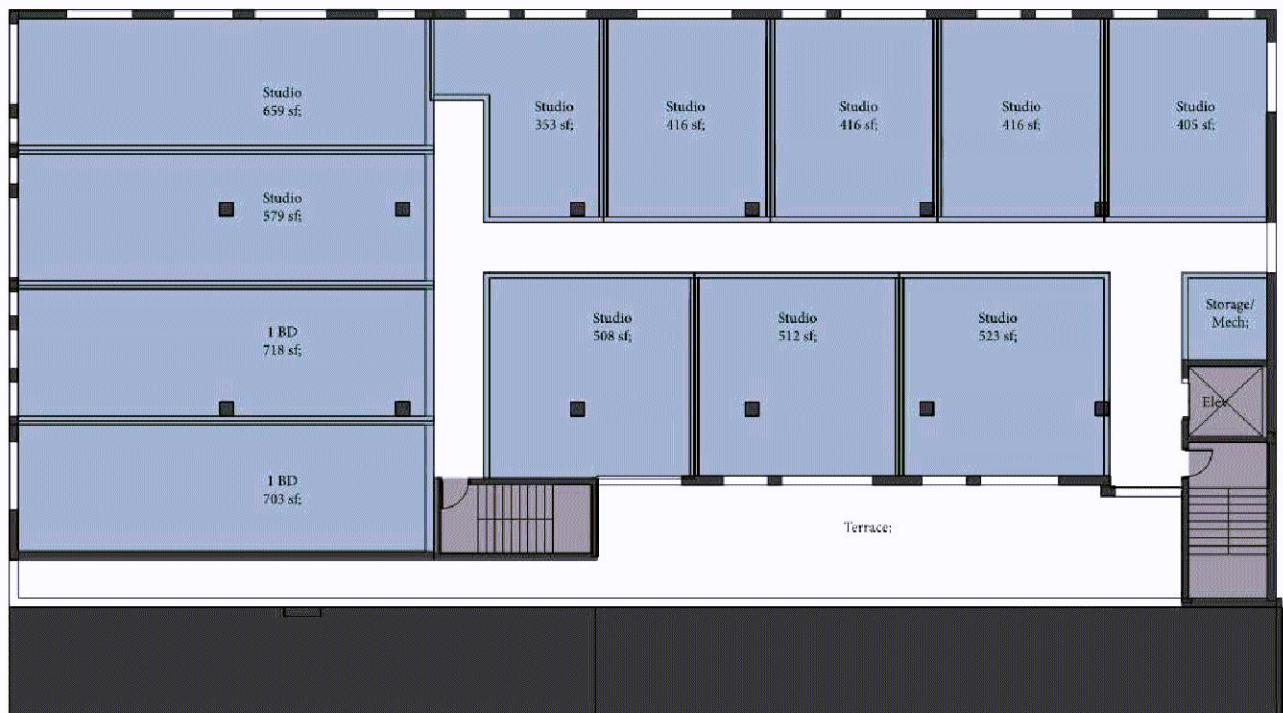 Studio
659 sf;
Studio
353 sf;
Studio
416 sf;
Studio
416 sf;
Studio
416 sf;
Studio
405 sf;
Studio
579 sf;
1 BD
718 sf;
Studio
508 sf;
Studio
512 sf;
Studio
523 sf;
Storage/
Mech;
Elev
1 BD
703 sf;
Terrace;